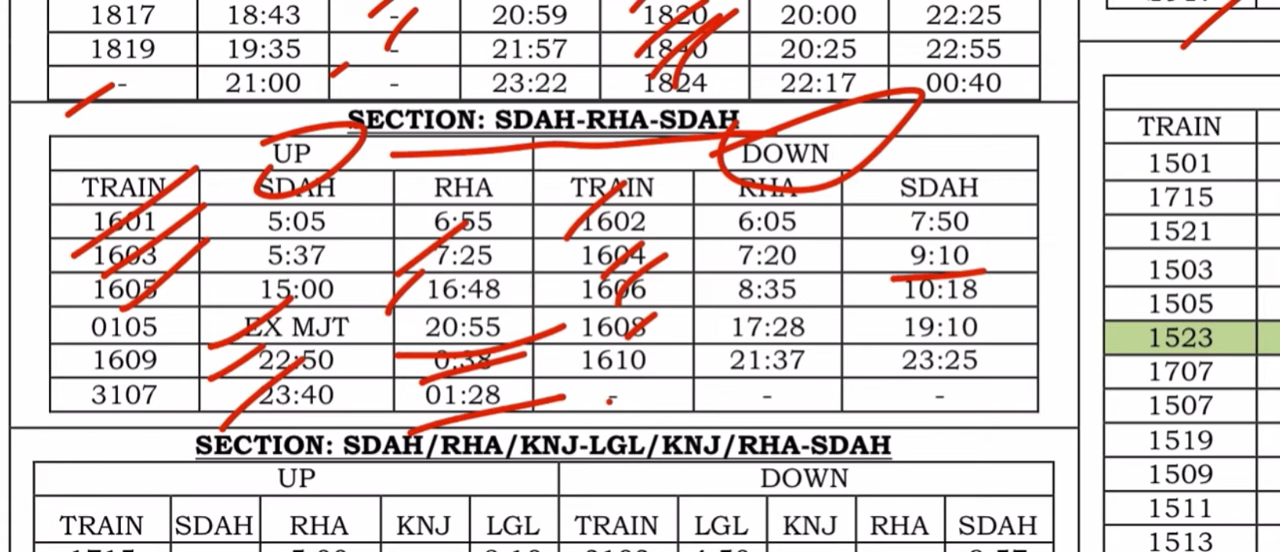 1817 18:43 - 20:59 1820 20:00 22:25
1819 19:35 - 21:57 1840 20:25 22:55
- 21:00 - 23:22 1824 22:17 00:40
SECTION: SDAH-RHA-SDAH
UP DOWN
TRAIN SDAH RHA TRAIN RHA SDAH
1601 5:05 6:55 1602 6:05 7:50
1603 5:37 7:25 1604 7:20 9:10
1605 15:00 16:48 1606 8:35 10:18
0105 EX MJT 20:55 1608 17:28 19:10
1609 22:50 0:38 1610 21:37 23:25
3107 23:40 01:28 - - -
SECTION: SDAH/RHA/KNJ-LGL/KNJ/RHA-SDAH
UP DOWN
TRAIN SDAH RHA KNJ LGL TRAIN LGL KNJ RHA SDAH
TRAIN
1501
1715
1521
1503
1505
1523
1707
1507
1519
1509
1511
1513